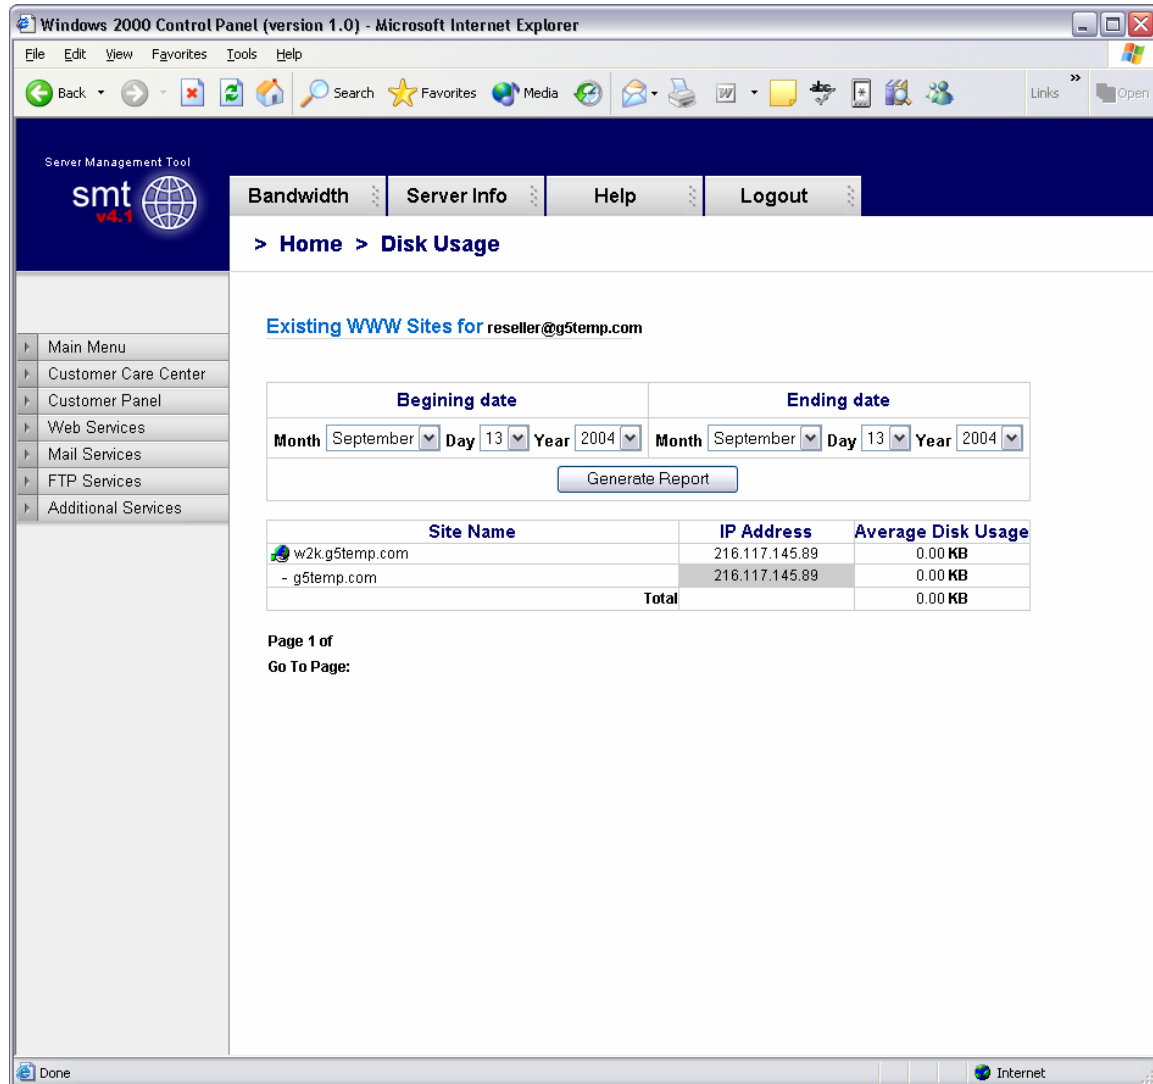 Windows 2000 Control Panel (version 1.0) - Microsoft Internet Explorer
File Edit View Favorites Tools Help
Back Search Favorites Media Links » Open
Server Management Tool
smt
v4.1
Bandwidth Server Info Help Logout
> Home > Disk Usage
Existing WWW Sites for reseller@g5temp.com
Main Menu
Customer Care Center
Customer Panel
Web Services
Mail Services
FTP Services
Additional Services
Begining date Ending date
Month September Day 13 Year 2004 Month September Day 13 Year 2004
Generate Report
Site Name IP Address Average Disk Usage
w2k.g5temp.com 216.117.145.89 0.00 KB
- g5temp.com 216.117.145.89 0.00 KB
Total 0.00 KB
Page 1 of
Go To Page:
Done Internet